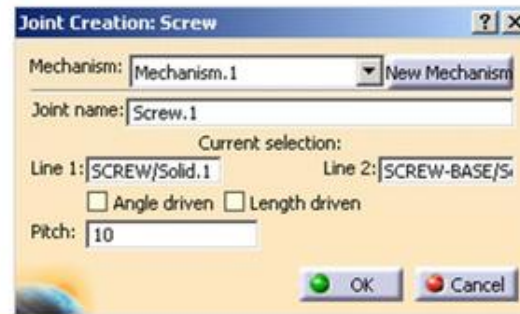 Joint Creation: Screw
Mechanism: Mechanism.1 New Mechanism
Joint name: Screw.1
Current selection:
Line 1: SCREW/Solid.1 Line 2: SCREW-BASE/S
Angle driven Length driven
Pitch: 10
OK Cancel